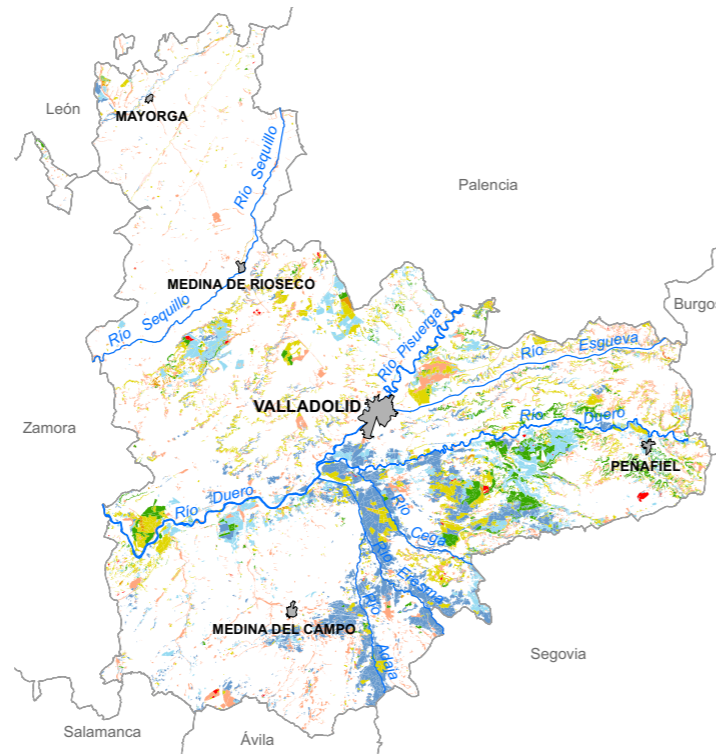 León
MAYORGA
Río Sequillo
Palencia
MEDINA DE RIOSECO
Burgos
Río Sequillo
Río Pisuerga
Río Esgueva
VALLADOLID
Río Duero
Zamora
PEÑAFIEL
Río Duero
Río Cega
Río Eresma
Río Adaja
MEDINA DEL CAMPO
Segovia
Salamanca
Ávila